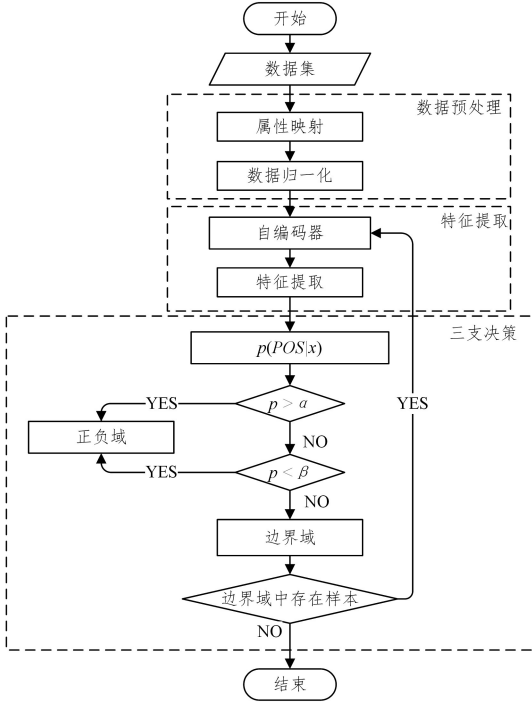 开始
数据集
数据预处理
属性映射
数据归一化
特征提取
自编码器
特征提取
三支决策
p(POS|x)
YES
p > α
YES
正负域
NO
YES
p < β
NO
边界域
边界域中存在样本
NO
结束